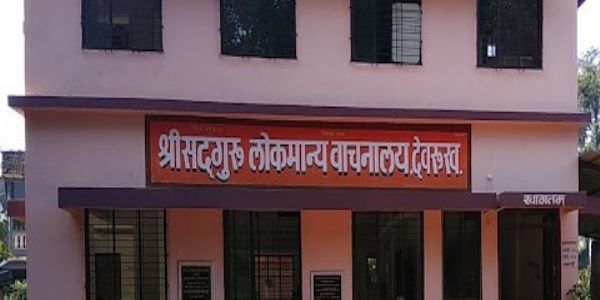 श्री सद्गुरु लोकमान्य वाचनालय, देवरूख.
स्वागतम